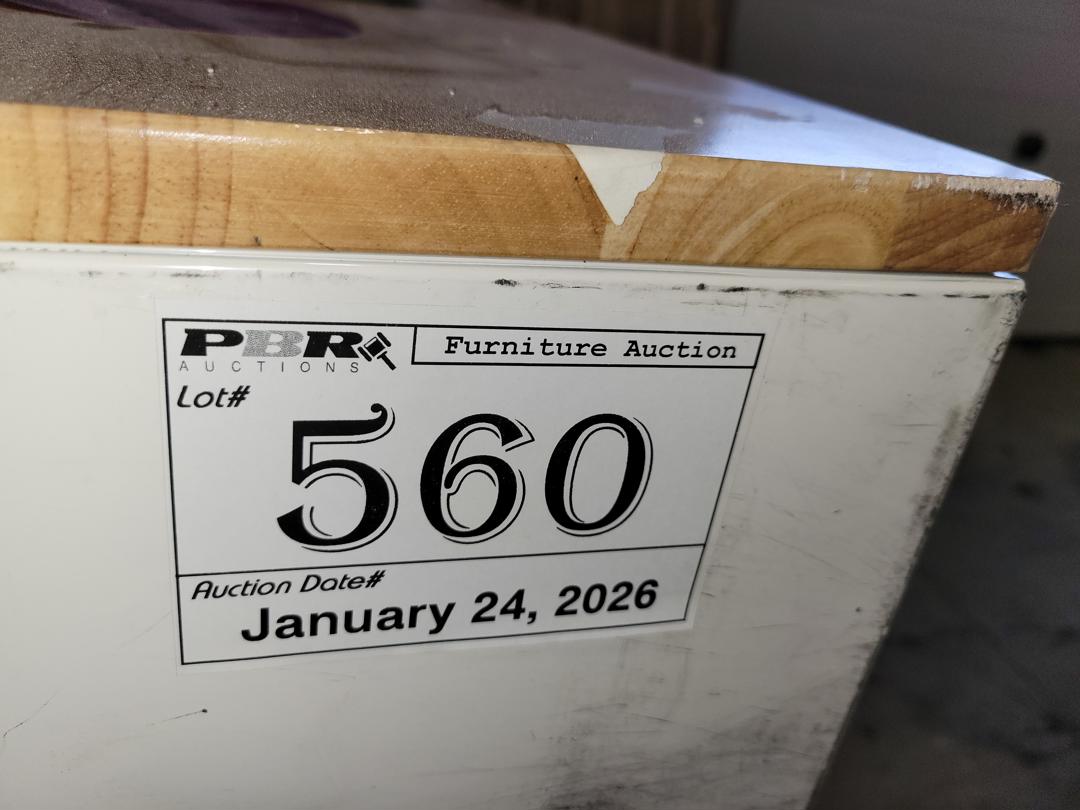 PBR
AUCTIONS
Furniture Auction
Lot#
560
Auction Date#
January 24, 2026